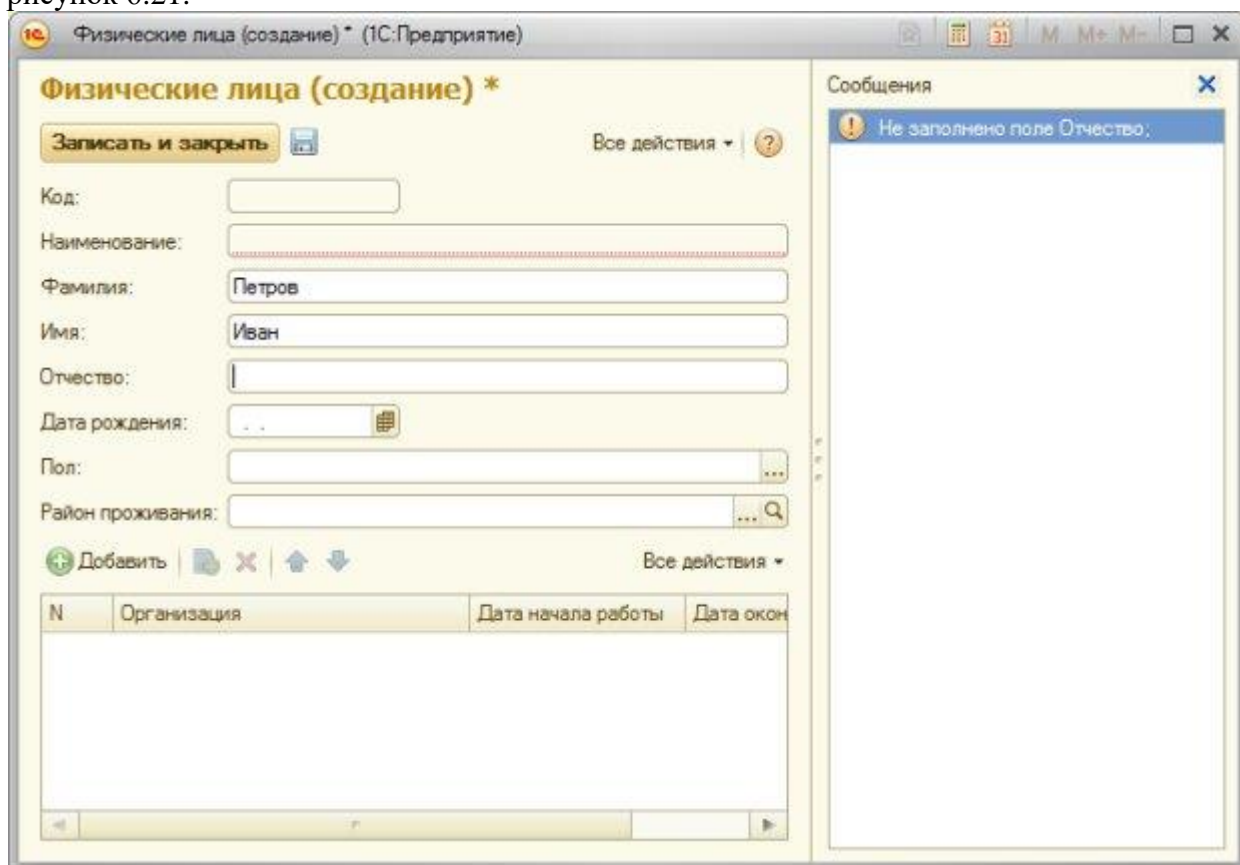 рисунок 6.21.
Физические лица (создание) * (1С:Предприятие)
31 M M+ M-
Физические лица (создание) *
Записать и закрыть
Все действия
?
Код:
Наименование:
Фамилия: Петров
Имя: Иван
Отчество:
Дата рождения: . .
Пол: ...
Район проживания: ...
Добавить
Все действия
N Организация Дата начала работы Дата окон
Сообщения
Не заполнено поле Отчество;